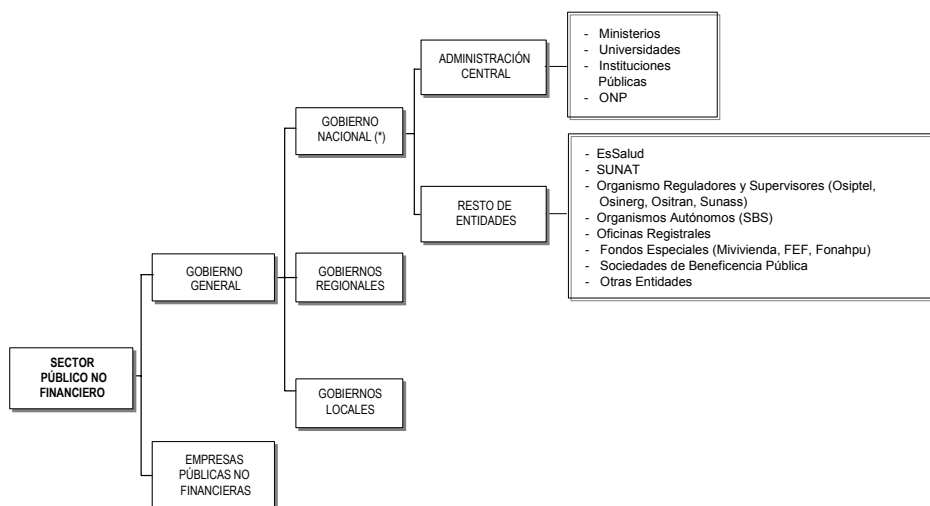 - Ministerios
- Universidades
- Instituciones
Públicas
- ONP
ADMINISTRACIÓN
CENTRAL
GOBIERNO
NACIONAL (*)
- EsSalud
- SUNAT
- Organismo Reguladores y Supervisores (Osiptel,
Osinerg, Ositran, Sunass)
- Organismos Autónomos (SBS)
- Oficinas Registrales
- Fondos Especiales (Mivivienda, FEF, Fonahpu)
- Sociedades de Beneficencia Pública
- Otras Entidades
RESTO DE
ENTIDADES
GOBIERNO
GENERAL
GOBIERNOS
REGIONALES
SECTOR
PÚBLICO NO
FINANCIERO
GOBIERNOS
LOCALES
EMPRESAS
PÚBLICAS NO
FINANCIERAS